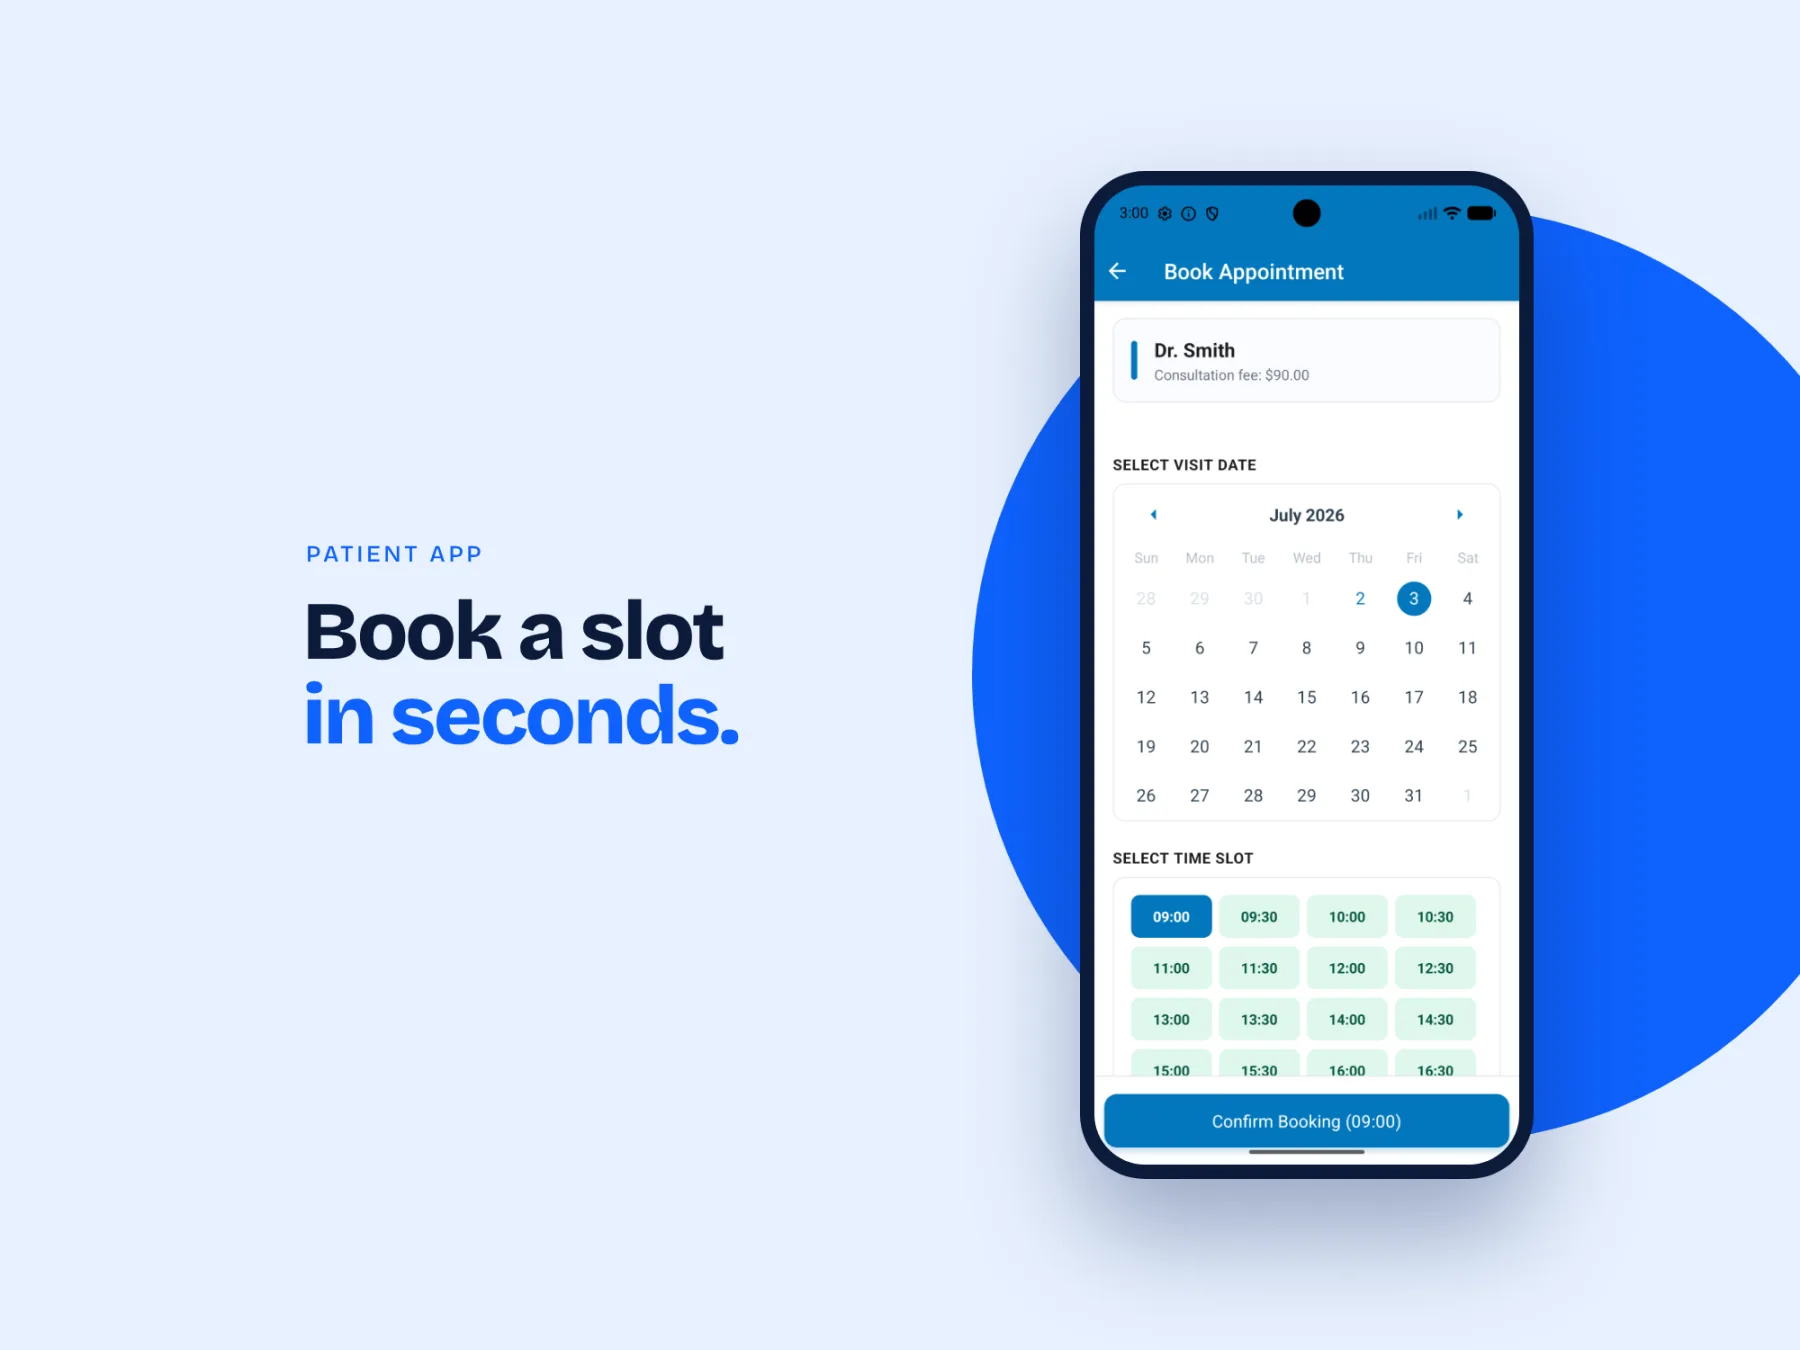 PATIENT APP
Book a slot
in seconds.
3:00
Book Appointment
Dr. Smith
Consultation fee: $90.00
SELECT VISIT DATE
July 2026
Sun Mon Tue Wed Thu Fri Sat
28 29 30 1 2 3 4
5 6 7 8 9 10 11
12 13 14 15 16 17 18
19 20 21 22 23 24 25
26 27 28 29 30 31 1
SELECT TIME SLOT
09:00 09:30 10:00 10:30
11:00 11:30 12:00 12:30
13:00 13:30 14:00 14:30
15:00 15:30 16:00 16:30
Confirm Booking (09:00)